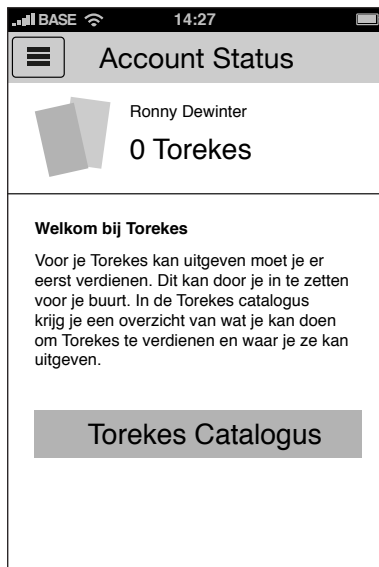 BASE 14:27
Account Status
Ronny Dewinter
0 Torekes
Welkom bij Torekes
Voor je Torekes kan uitgeven moet je er
eerst verdienen. Dit kan door je in te zetten
voor je buurt. In de Torekes catalogus
krijg je een overzicht van wat je kan doen
om Torekes te verdienen en waar je ze kan
uitgeven.
Torekes Catalogus